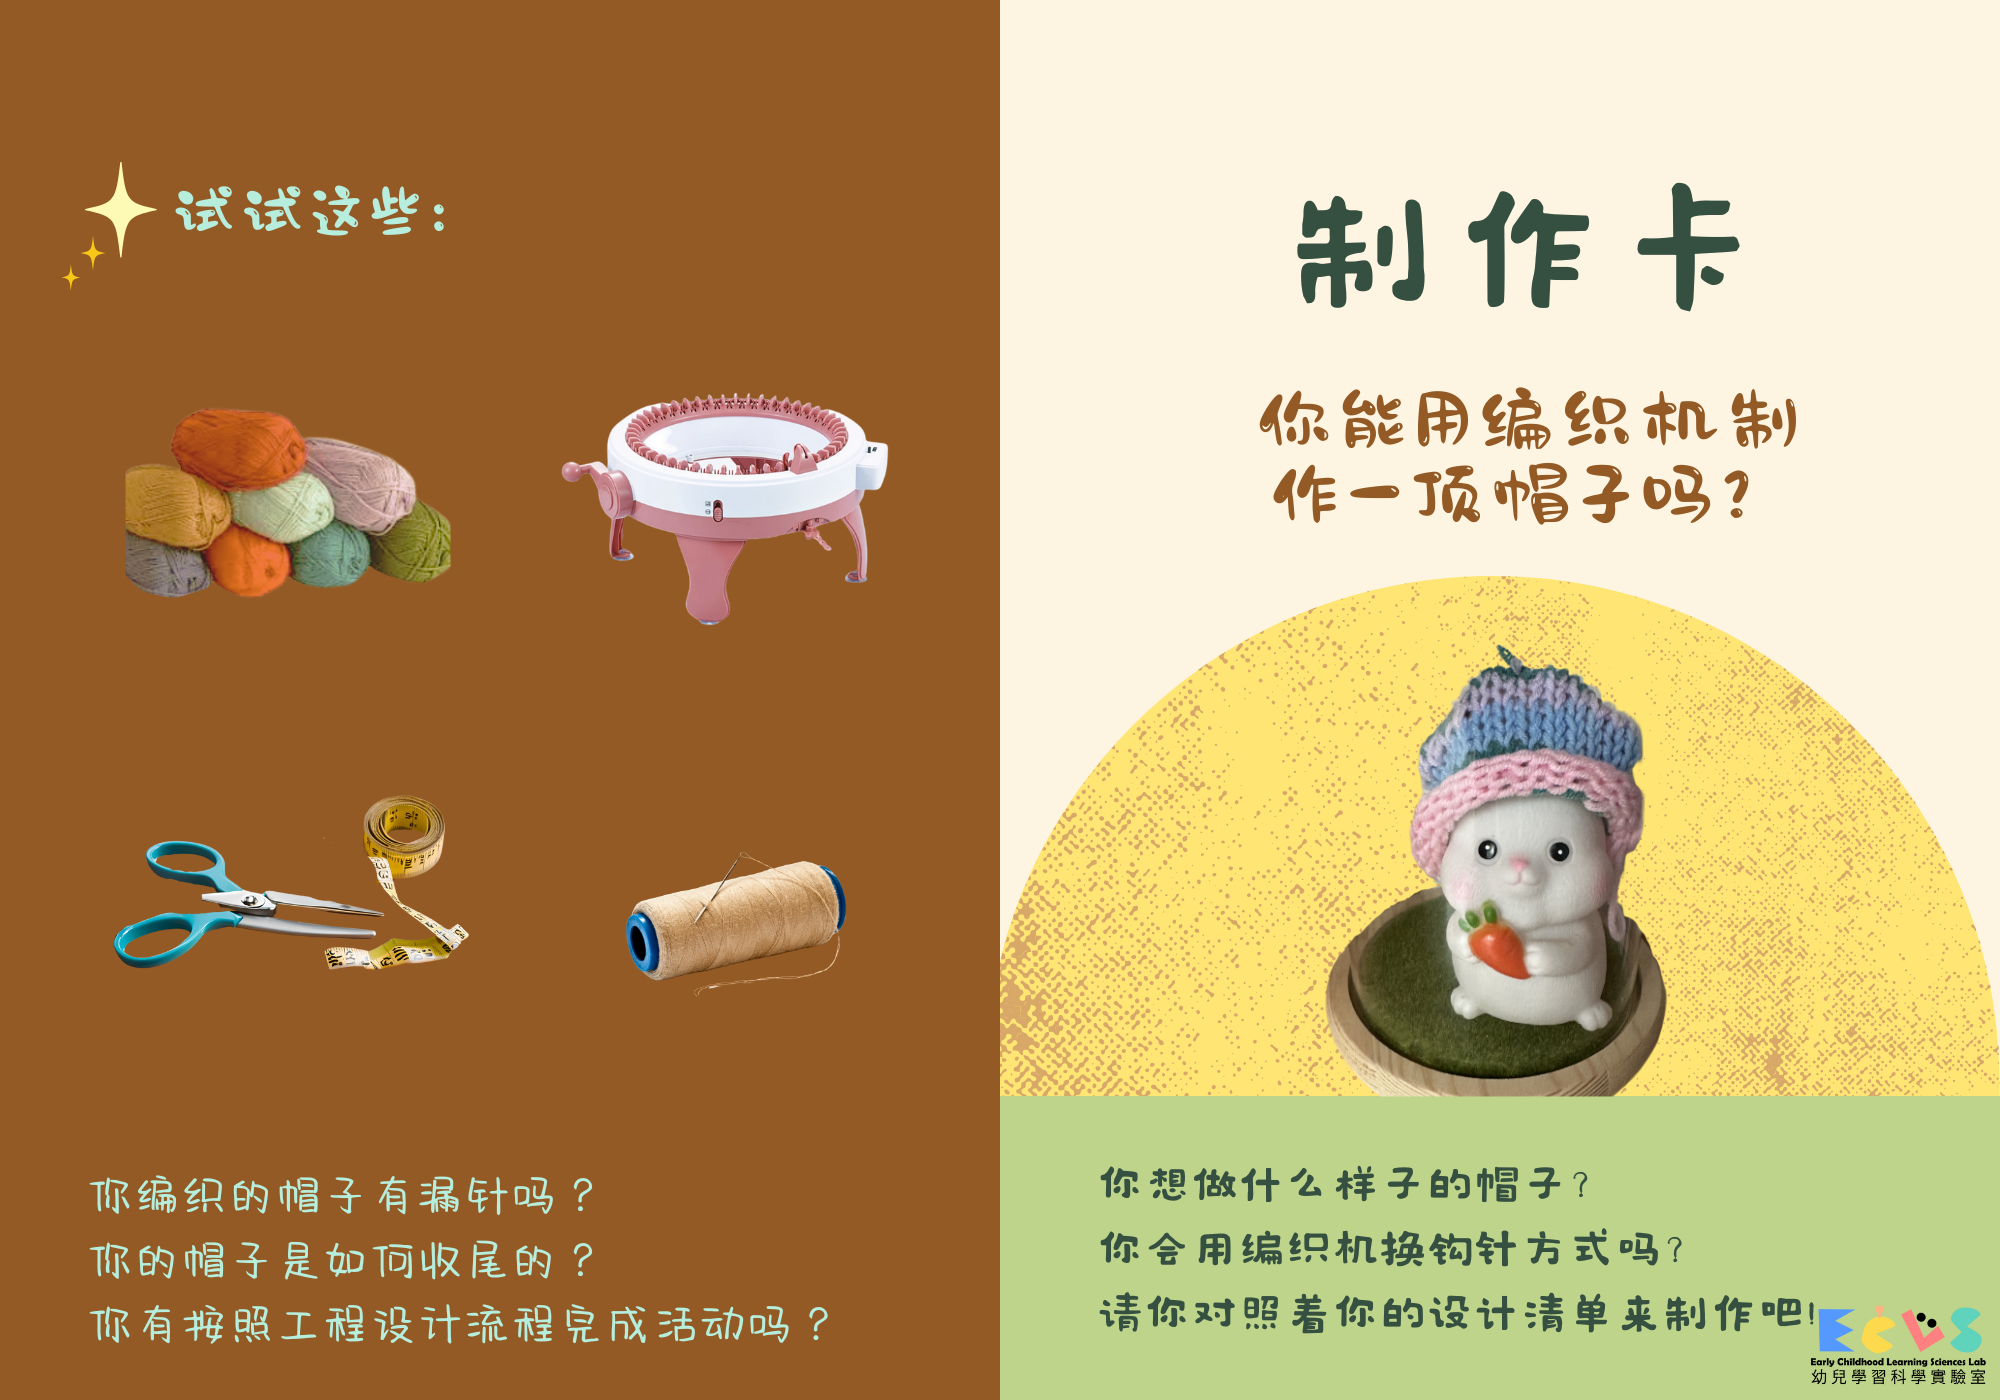 试试这些：
你编织的帽子有漏针吗？
你的帽子是如何收尾的？
你有按照工程设计流程完成活动吗？
制作卡
你能用编织机制
作一顶帽子吗？
你想做什么样子的帽子？
你会用编织机换钩针方式吗？
请你对照着你的设计清单来制作吧！
ECLS
Early Childhood Learning Sciences Lab
幼兒學習科學實驗室